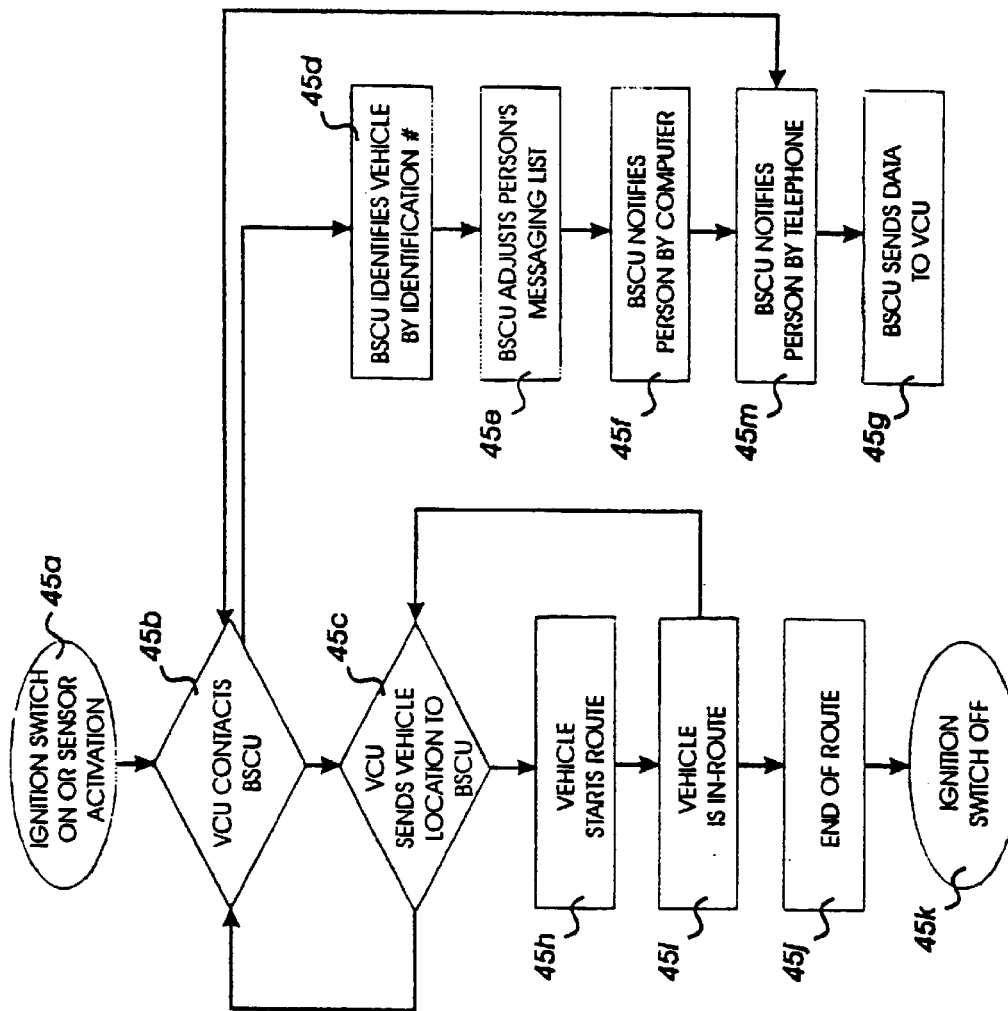 IGNITION SWITCH
ON OR SENSOR
ACTIVATION
45a
45b
VCU CONTACTS
BSCU
45c
VCU
SENDS VEHICLE
LOCATION TO
BSCU
VEHICLE
STARTS ROUTE
45h
VEHICLE
IS IN-ROUTE
45i
END OF ROUTE
45j
IGNITION
SWITCH OFF
45k
45d
BSCU IDENTIFIES VEHICLE
BY IDENTIFICATION #
BSCU ADJUSTS PERSON'S
MESSAGING LIST
45e
BSCU NOTIFIES
PERSON BY COMPUTER
45f
BSCU NOTIFIES
PERSON BY TELEPHONE
45m
BSCU SENDS DATA
TO VCU
45g